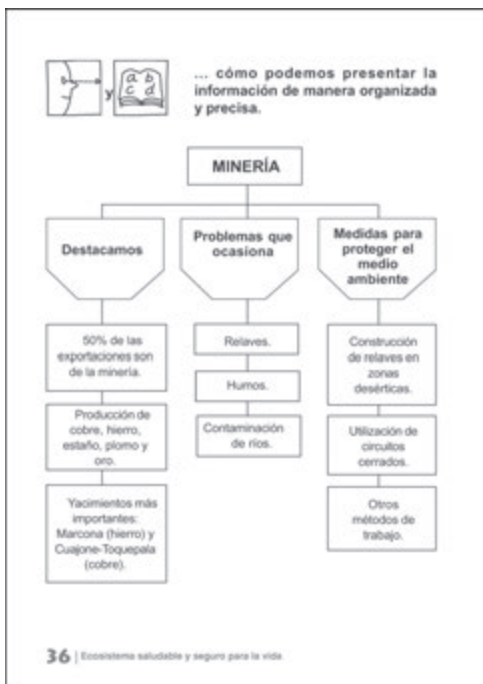 a b
c d
y
... cómo podemos presentar la
información de manera organizada
y precisa.
MINERÍA
Destacamos
50% de las
exportaciones son
de la minería.
Producción de
cobre, hierro,
estaño, plomo y
oro.
Yacimientos más
importantes:
Marcona (hierro) y
Cuajone-Toquepala
(cobre).
Problemas que
ocasiona
Relaves.
Humos.
Contaminación
de ríos.
Medidas para
proteger el
medio
ambiente
Construcción
de relaves en
zonas
desérticas.
Utilización de
circuitos
cerrados.
Otros
métodos de
trabajo.
36 | Ecosistema saludable y seguro para la vida